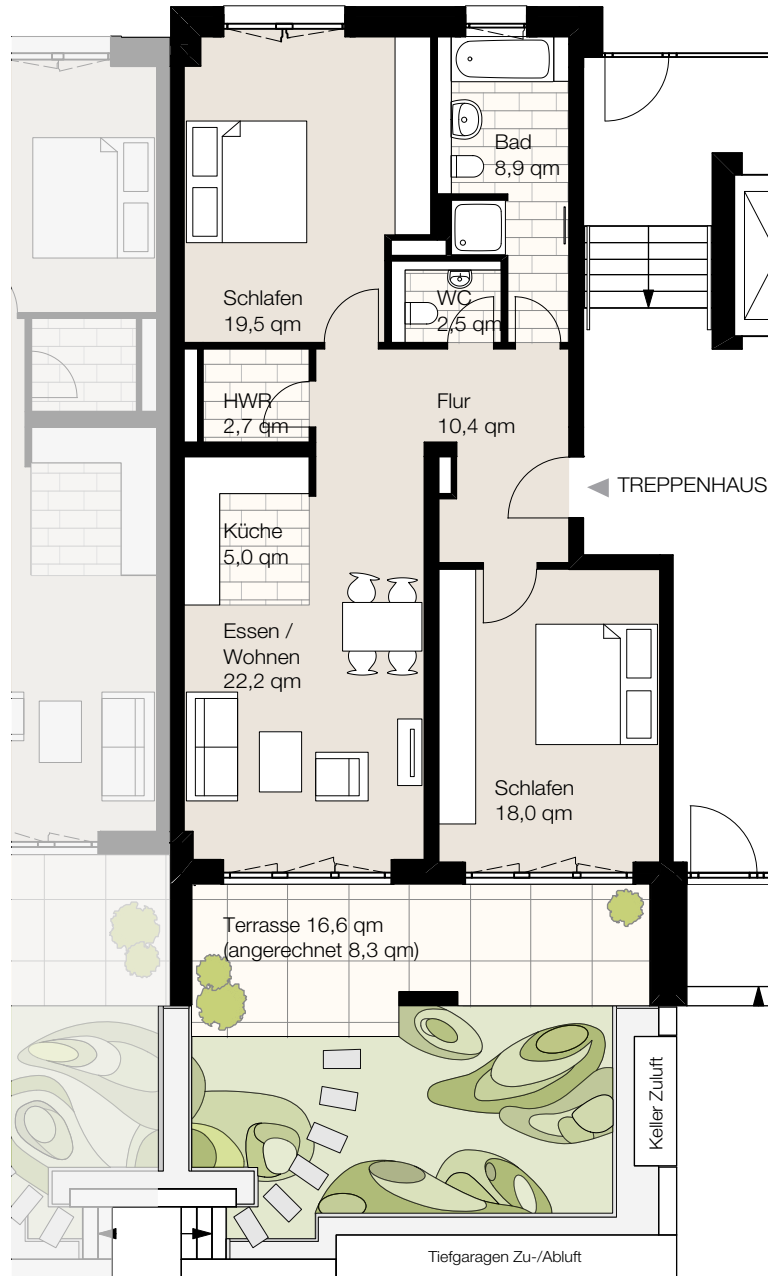 Bad
8,9 qm
Schlafen
19,5 qm
WC
2,5 qm
HWR
2,7 qm
Flur
10,4 qm
TREPPENHAUS
Küche
5,0 qm
Essen /
Wohnen
22,2 qm
Schlafen
18,0 qm
Terrasse 16,6 qm
(angerechnet 8,3 qm)
Keller Zuluft
Tiefgaragen Zu-/Abluft